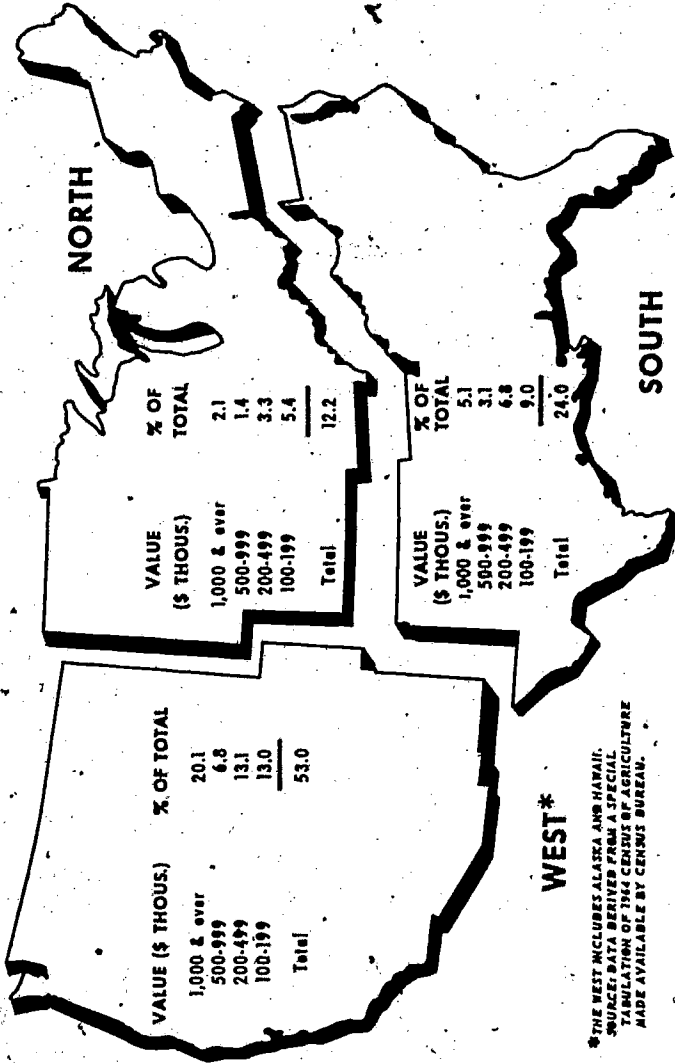 NORTH
VALUE ($ THOUS.) % OF TOTAL
1,000 & over 20.1
500-999 6.8
200-499 13.1
100-199 13.0
Total 53.0
VALUE % OF
($ THOUS.) TOTAL
1,000 & over 2.1
500-999 1.4
200-499 3.3
100-199 5.4
Total 12.2
VALUE % OF
($ THOUS.) TOTAL
1,000 & over 5.1
500-999 3.1
200-499 6.8
100-199 9.0
Total 24.0
WEST*
SOUTH
*THE WEST INCLUDES ALASKA AND HAWAII.
SOURCE: DATA DERIVED FROM A SPECIAL
TABULATION OF 1964 CENSUS OF AGRICULTURE
MADE AVAILABLE BY CENSUS BUREAU.